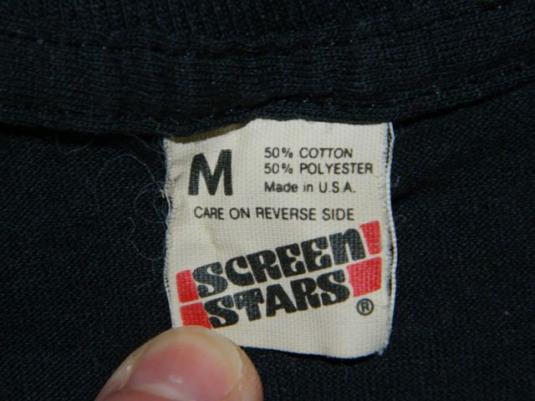 M
50% COTTON
50% POLYESTER
Made in U.S.A.
CARE ON REVERSE SIDE
SCREEN
STARS ®